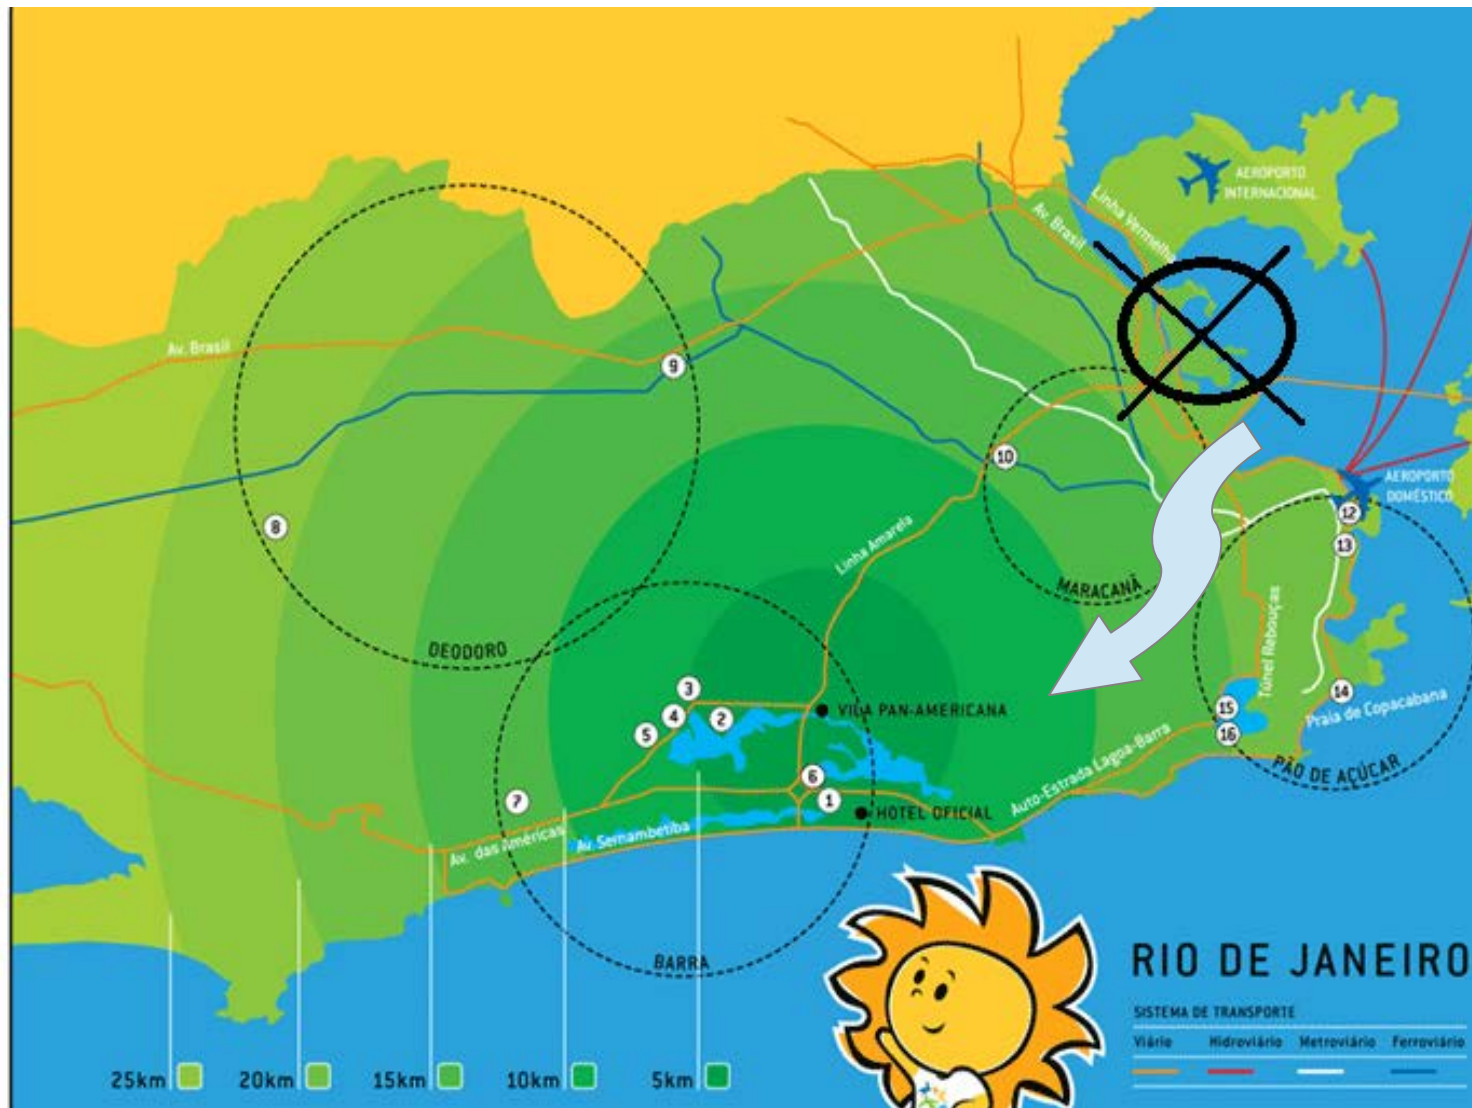 AEROPORTO
INTERNACIONAL
Linha Vermelha
Av. Brasil
Av. Brasil
9
10
8
AEROPORTO
DOMÉSTICO
12
13
Linha Amarela
MARACANÃ
DEODORO
Túnel Rebouças
3
4
2
5
VILA PAN-AMERICANA
14
15
16
Praia de Copacabana
PÃO DE AÇÚCAR
6
7
1
HOTEL OFICIAL
Auto-Estrada Lagoa-Barra
Av. das Américas
Av. Sernambetiba
BARRA
RIO DE JANEIRO
SISTEMA DE TRANSPORTE
Viário Hidroviário Metroviário Ferroviário
25km 20km 15km 10km 5km